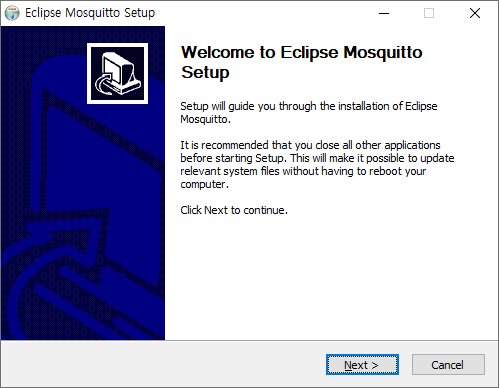 Eclipse Mosquitto Setup
Welcome to Eclipse Mosquitto
Setup
Setup will guide you through the installation of Eclipse
Mosquitto.
It is recommended that you close all other applications
before starting Setup. This will make it possible to update
relevant system files without having to reboot your
computer.
Click Next to continue.
Next >
Cancel